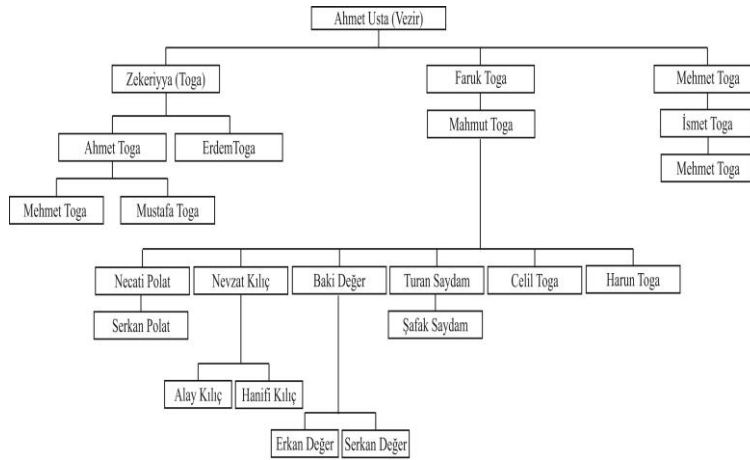 Ahmet Usta (Vezir)
Zekeriyya (Toga)
Faruk Toga
Mehmet Toga
Ahmet Toga
ErdemToga
Mahmut Toga
İsmet Toga
Mehmet Toga
Mehmet Toga
Mustafa Toga
Necati Polat
Nevzat Kılıç
Baki Değer
Turan Saydam
Celil Toga
Harun Toga
Serkan Polat
Şafak Saydam
Alay Kılıç
Hanifi Kılıç
Erkan Değer
Serkan Değer